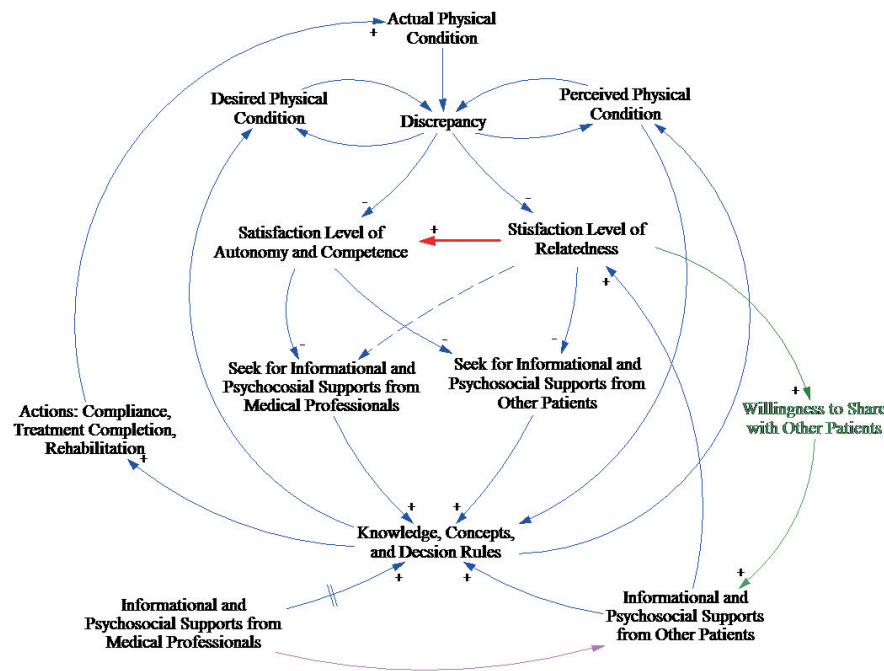 Actual Physical
Condition
+
Desired Physical
Condition
Perceived Physical
Condition
Discrepancy
-
-
Satisfaction Level of
Autonomy and Competence
+
Stisfaction Level of
Relatedness
+
-
-
-
Seek for Informational and
Psychocosial Supports from
Medical Professionals
Seek for Informational and
Psychosocial Supports from
Other Patients
+
Willingness to Share
with Other Patients
Actions: Compliance,
Treatment Completion,
Rehabilitation
+
+
+
Knowledge, Concepts,
and Decsion Rules
+
+
+
Informational and
Psychosocial Supports from
Medical Professionals
Informational and
Psychosocial Supports
from Other Patients